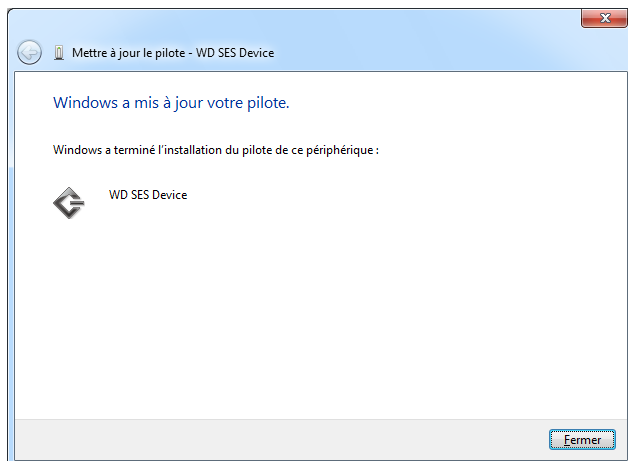 Mettre à jour le pilote - WD SES Device
Windows a mis à jour votre pilote.
Windows a terminé l'installation du pilote de ce périphérique :
WD SES Device
Fermer